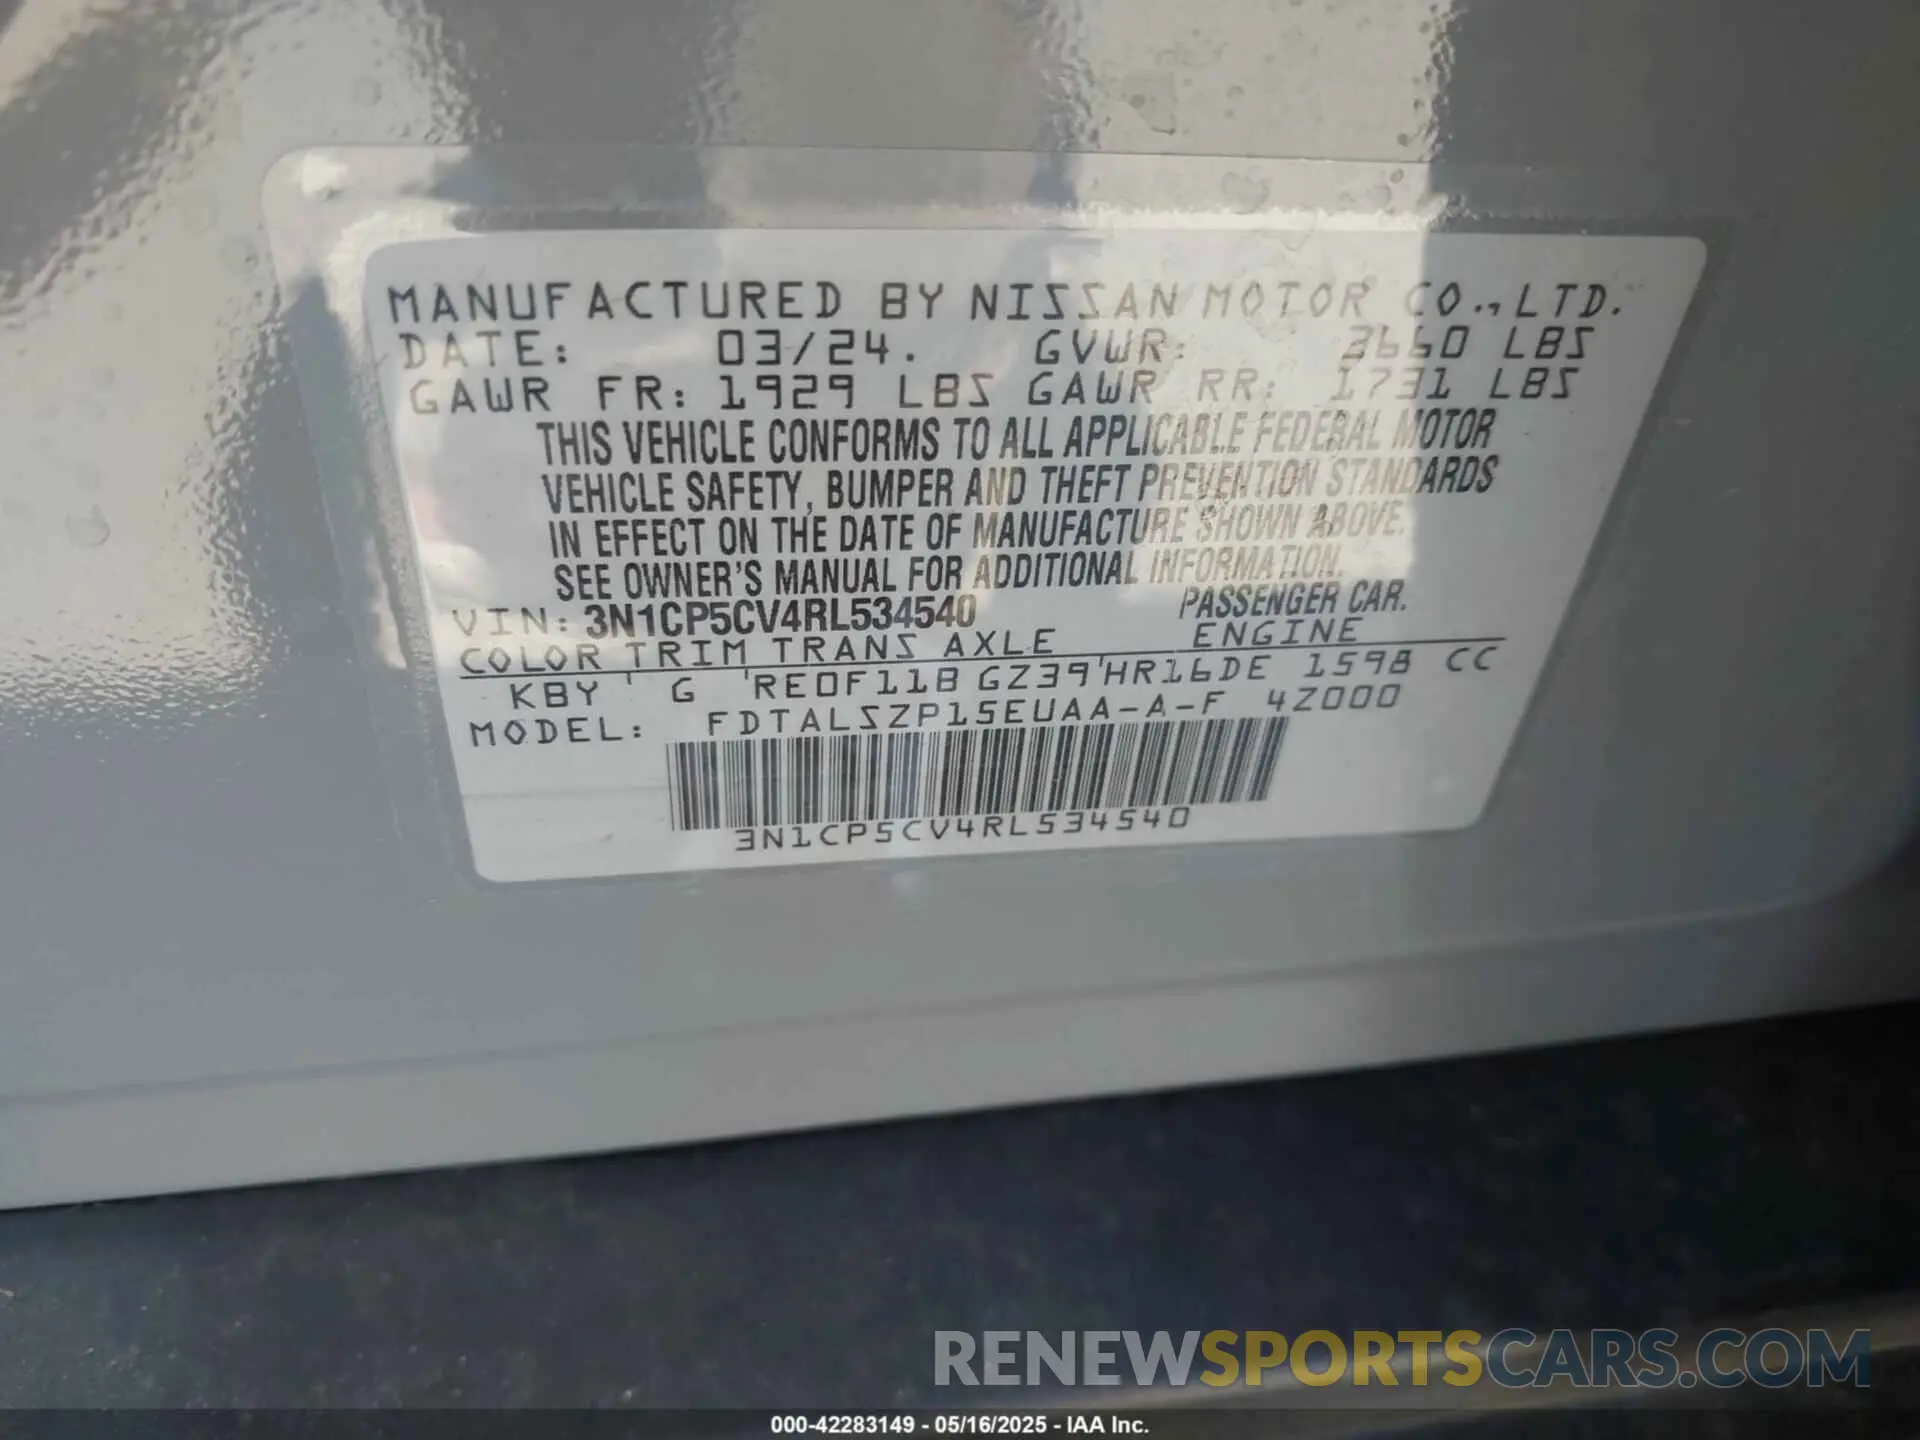 MANUFACTURED BY NISSAN MOTOR CO., LTD.
DATE: 03/24. GVWR: 3660 LBS
GAWR FR: 1929 LBS GAWR RR: 1731 LBS
THIS VEHICLE CONFORMS TO ALL APPLICABLE FEDERAL MOTOR
VEHICLE SAFETY, BUMPER AND THEFT PREVENTION STANDARDS
IN EFFECT ON THE DATE OF MANUFACTURE SHOWN ABOVE.
SEE OWNER'S MANUAL FOR ADDITIONAL INFORMATION.
VIN: 3N1CP5CV4RL534540 PASSENGER CAR.
COLOR TRIM TRANS AXLE ENGINE
KBY ' G 'RE0F11B GZ39'HR16DE 1598 CC
MODEL: FDTALSZP15EUAA-A-F 4Z000
3N1CP5CV4RL534540
RENEWSPORTSCARS.COM
000-42283149 - 05/16/2025 - IAA Inc.